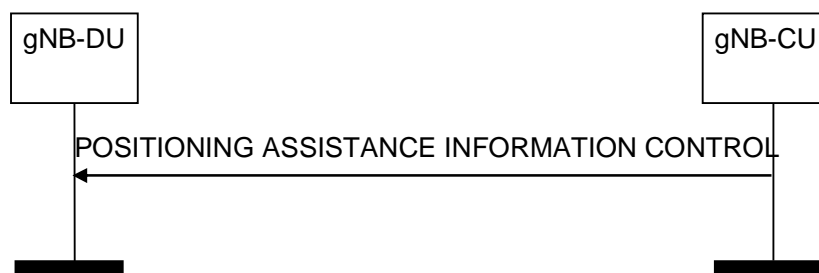 gNB-DU
gNB-CU
POSITIONING ASSISTANCE INFORMATION CONTROL